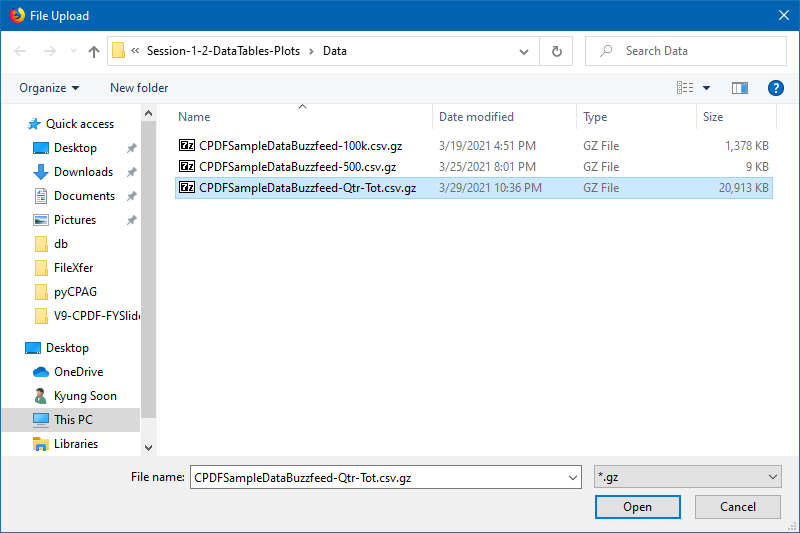 File Upload
« Session-1-2-DataTables-Plots › Data
Search Data
Organize
New folder
?
Quick access
Desktop
Downloads
Documents
Pictures
db
FileXfer
pyCPAG
V9-CPDF-FYSlide
Desktop
OneDrive
Kyung Soon
This PC
Libraries
Name Date modified Type Size
7z CPDFSampleDataBuzzfeed-100k.csv.gz 3/19/2021 4:51 PM GZ File 1,378 KB
7z CPDFSampleDataBuzzfeed-500.csv.gz 3/25/2021 8:01 PM GZ File 9 KB
7z CPDFSampleDataBuzzfeed-Qtr-Tot.csv.gz 3/29/2021 10:36 PM GZ File 20,913 KB
File name: CPDFSampleDataBuzzfeed-Qtr-Tot.csv.gz *.gz
Open Cancel